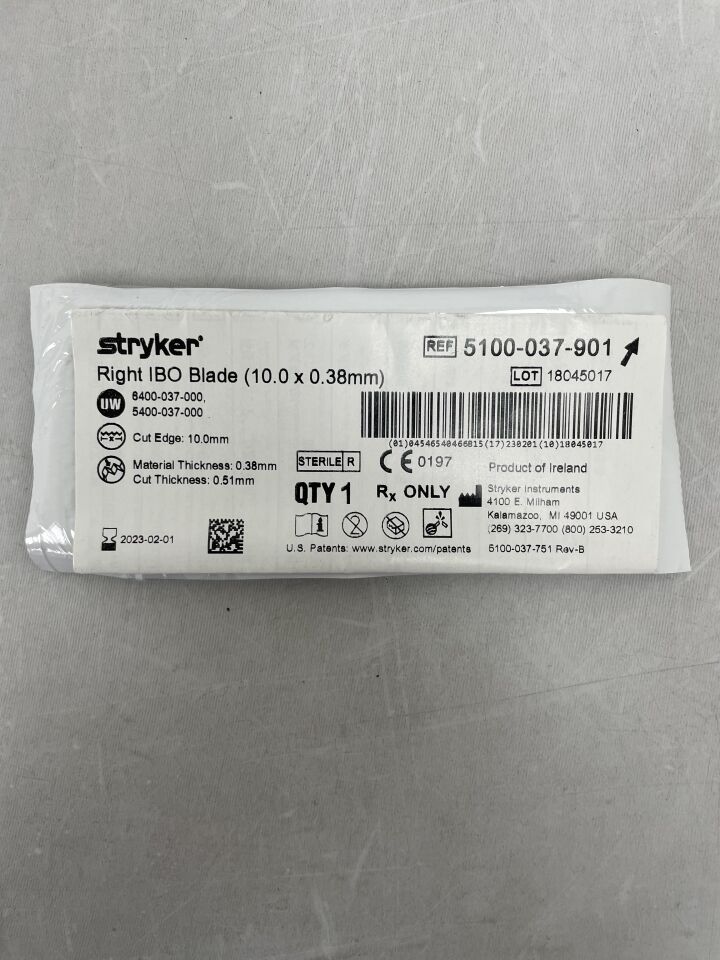 stryker®
REF 5100-037-901
Right IBO Blade (10.0 x 0.38mm)
LOT 18045017
UW 6400-037-000,
5400-037-000
(01)04546540466815(17)230201(10)18045017
Cut Edge: 10.0mm
Material Thickness: 0.38mm
Cut Thickness: 0.51mm
STERILE R
CE 0197
Product of Ireland
QTY 1
Rx ONLY
Stryker Instruments
4100 E. Milham
Kalamazoo, MI 49001 USA
(269) 323-7700 (800) 253-3210
2023-02-01
i
2
U.S. Patents: www.stryker.com/patents
5100-037-751 Rev-B